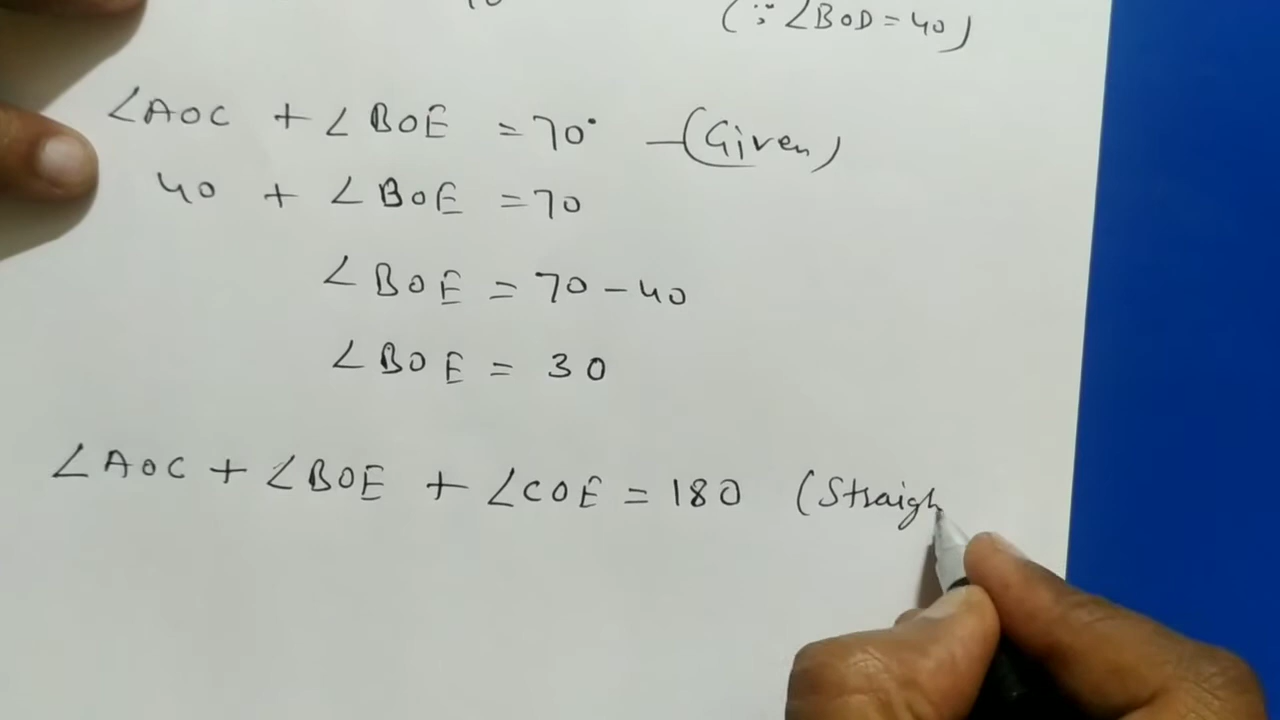 (∵ ∠BOD = 40)
∠AOC + ∠BOE = 70° — (Given)
40 + ∠BOE = 70
∠BOE = 70 - 40
∠BOE = 30
∠AOC + ∠BOE + ∠COE = 180 (Straigh